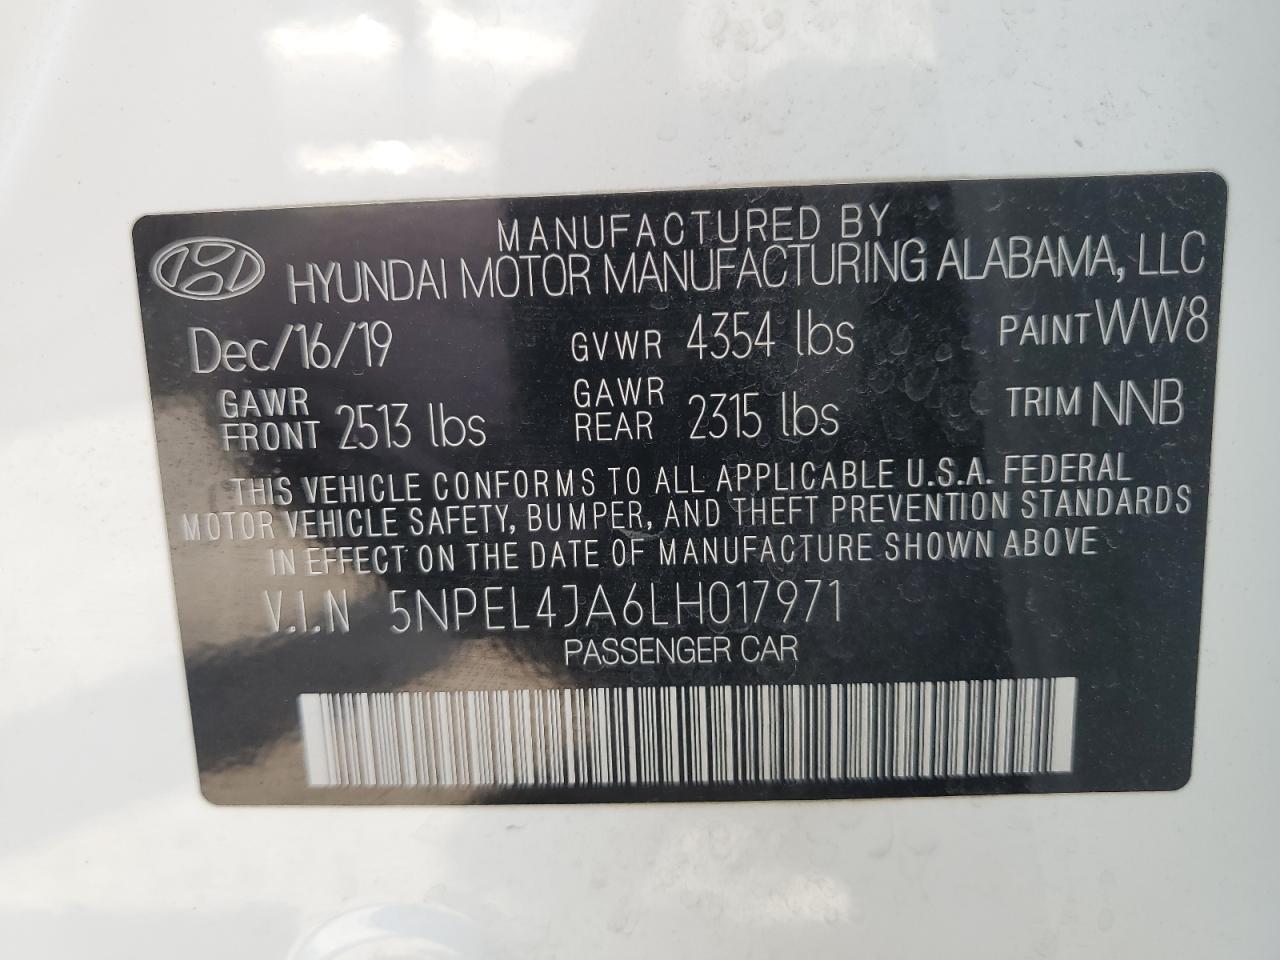 MANUFACTURED BY
HYUNDAI MOTOR MANUFACTURING ALABAMA, LLC
Dec/16/19 GVWR 4354 lbs PAINT WW8
GAWR FRONT 2513 lbs GAWR REAR 2315 lbs TRIM NNB
THIS VEHICLE CONFORMS TO ALL APPLICABLE U.S.A. FEDERAL
MOTOR VEHICLE SAFETY, BUMPER, AND THEFT PREVENTION STANDARDS
IN EFFECT ON THE DATE OF MANUFACTURE SHOWN ABOVE
V.I.N 5NPEL4JA6LH017971
PASSENGER CAR